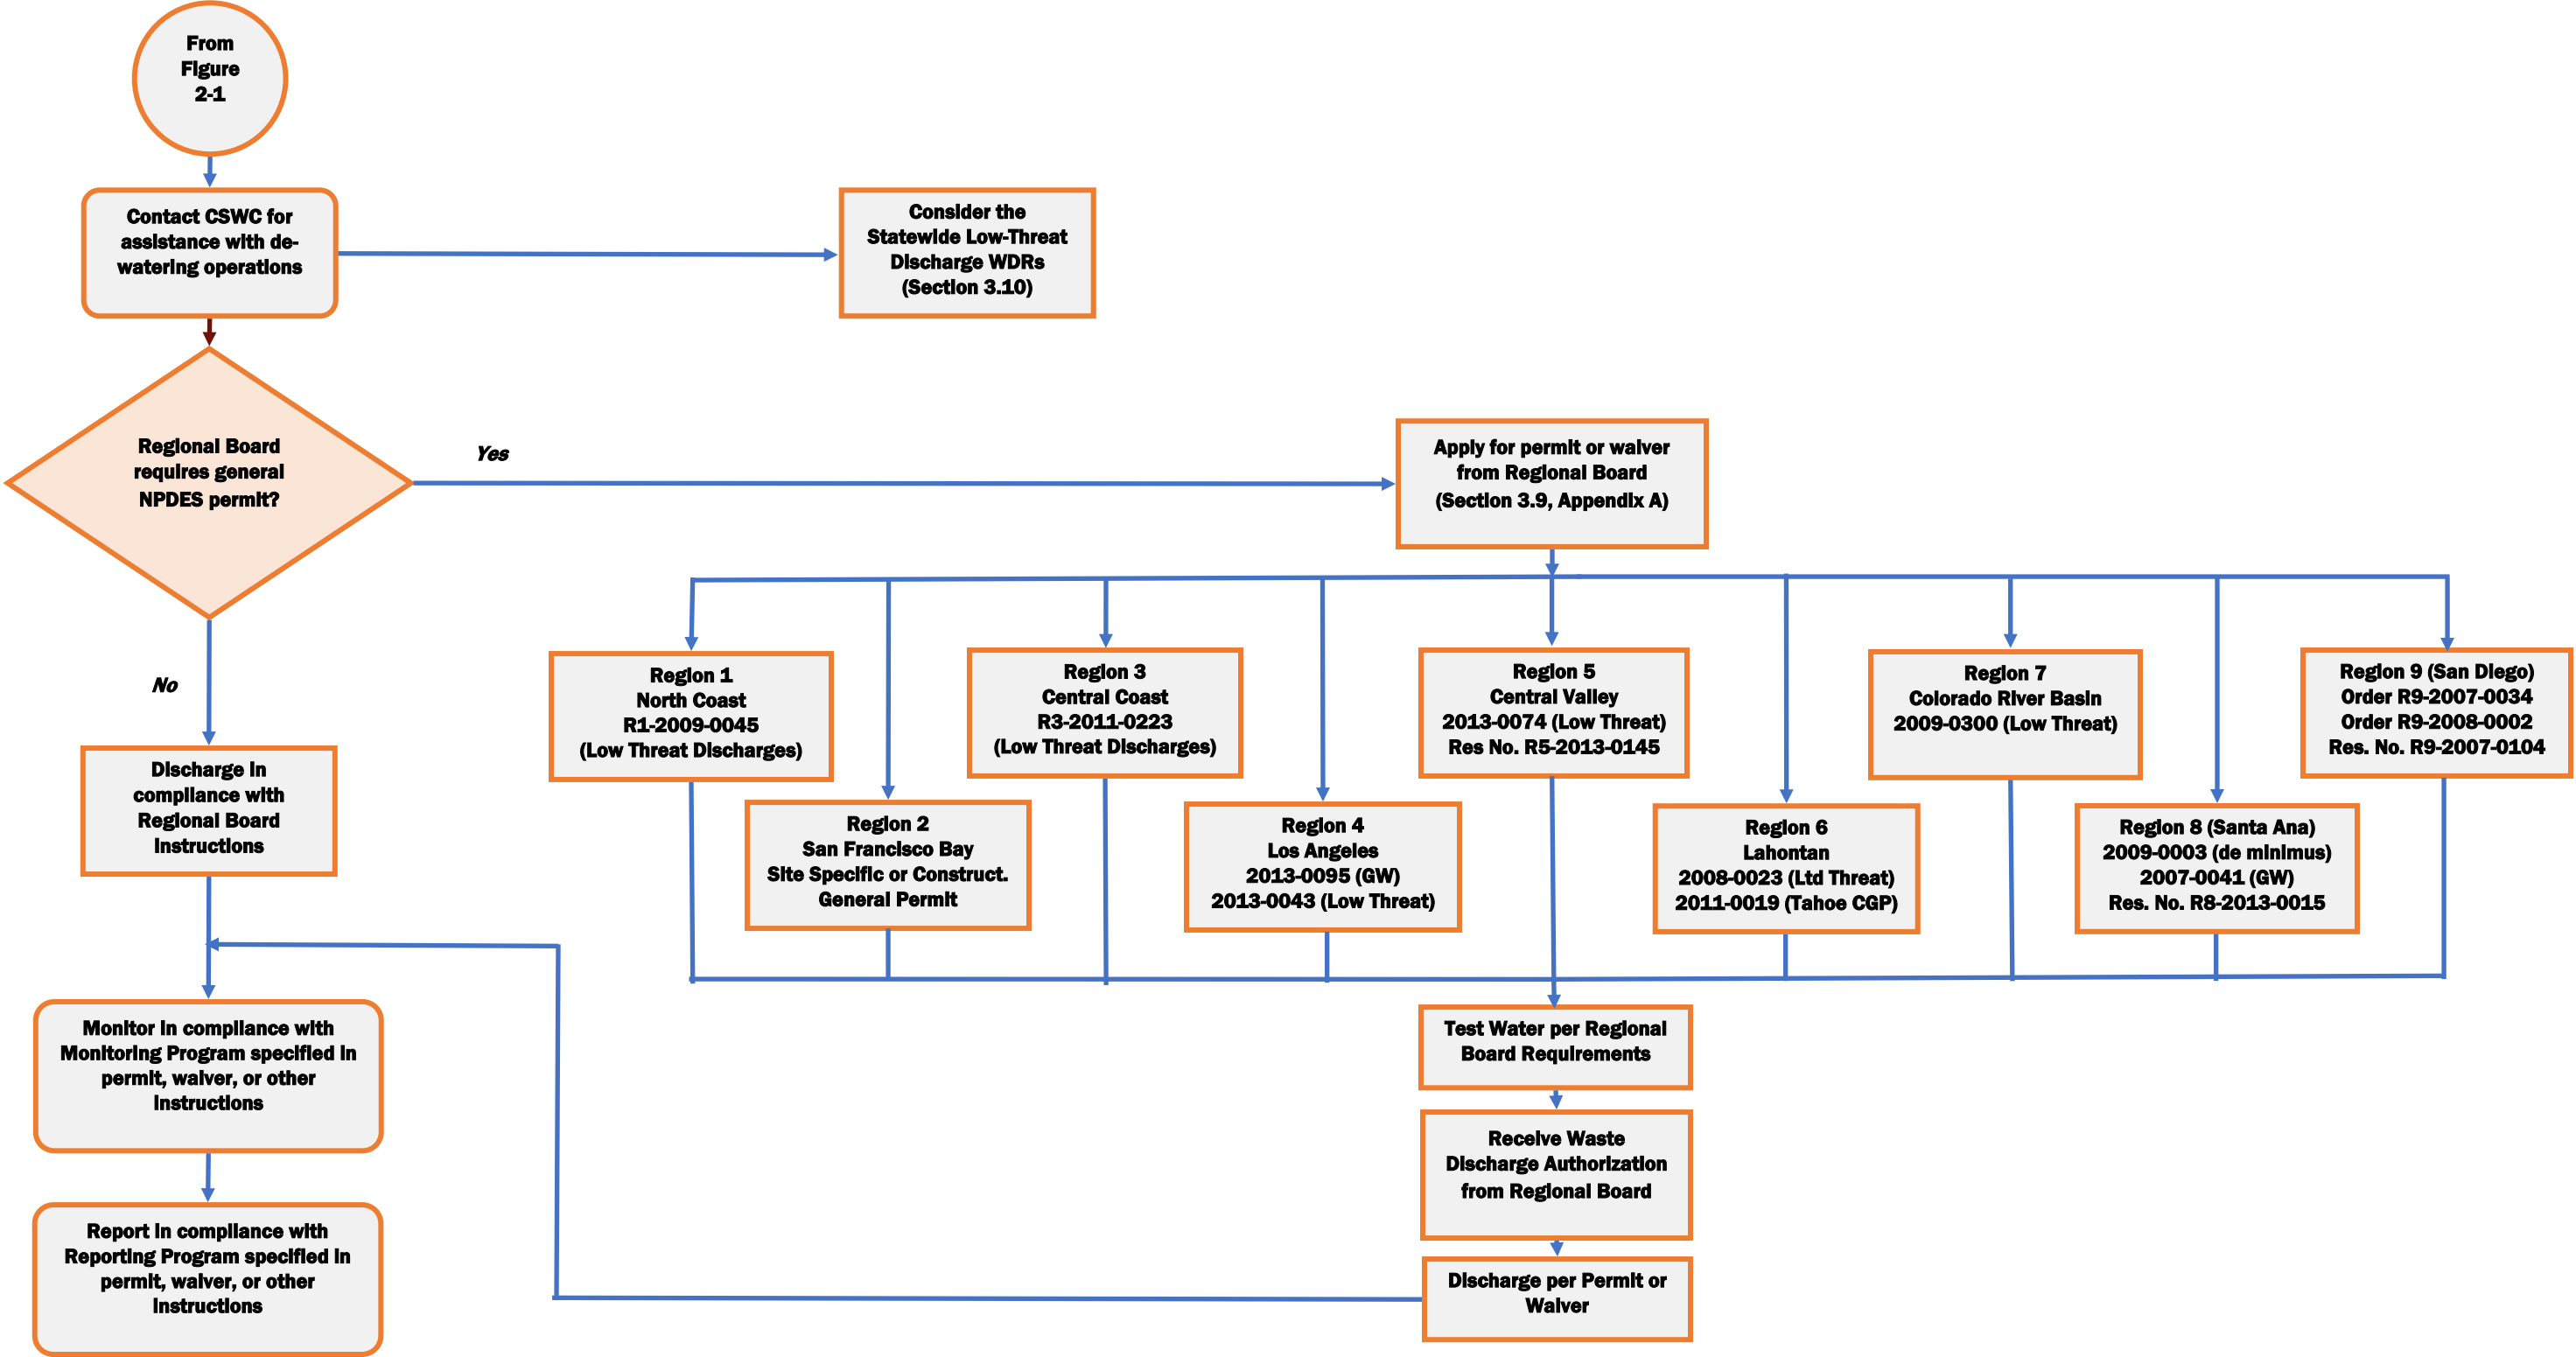 From
Figure
2-1
Contact CSWC for
assistance with de-
watering operations
Consider the
Statewide Low-Threat
Discharge WDRs
(Section 3.10)
Regional Board
requires general
NPDES permit?
Yes
Apply for permit or waiver
from Regional Board
(Section 3.9, Appendix A)
No
Region 1
North Coast
R1-2009-0045
(Low Threat Discharges)
Region 2
San Francisco Bay
Site Specific or Construct.
General Permit
Region 3
Central Coast
R3-2011-0223
(Low Threat Discharges)
Region 4
Los Angeles
2013-0095 (GW)
2013-0043 (Low Threat)
Region 5
Central Valley
2013-0074 (Low Threat)
Res No. R5-2013-0145
Region 6
Lahontan
2008-0023 (Ltd Threat)
2011-0019 (Tahoe CGP)
Region 7
Colorado River Basin
2009-0300 (Low Threat)
Region 8 (Santa Ana)
2009-0003 (de minimus)
2007-0041 (GW)
Res. No. R8-2013-0015
Region 9 (San Diego)
Order R9-2007-0034
Order R9-2008-0002
Res. No. R9-2007-0104
Discharge in
compliance with
Regional Board
instructions
Test Water per Regional
Board Requirements
Receive Waste
Discharge Authorization
from Regional Board
Discharge per Permit or
Waiver
Monitor in compliance with
Monitoring Program specified in
permit, waiver, or other
instructions
Report in compliance with
Reporting Program specified in
permit, waiver, or other
instructions